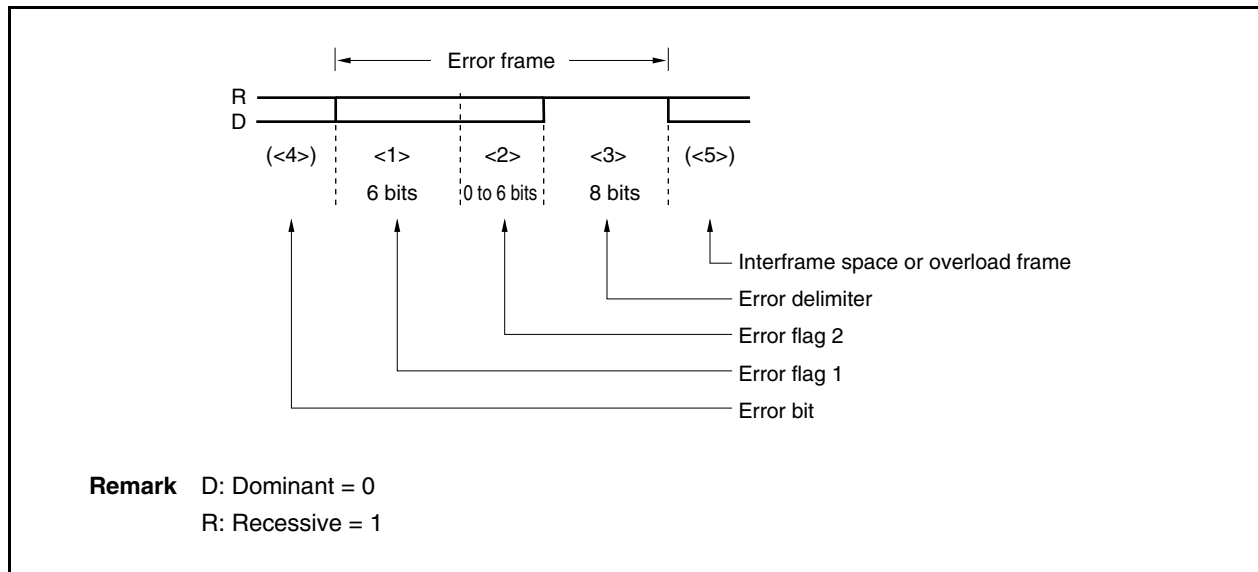 Error frame
R
D
(<4>) <1> <2> <3> (<5>)
6 bits 0 to 6 bits 8 bits
Interframe space or overload frame
Error delimiter
Error flag 2
Error flag 1
Error bit
Remark D: Dominant = 0
R: Recessive = 1